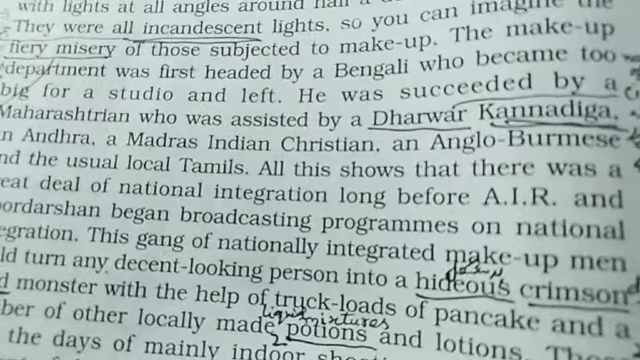 with lights at all angles around half a
They were all incandescent lights, so you can imagine the
fiery misery of those subjected to make-up. The make-up
department was first headed by a Bengali who became too
big for a studio and left. He was succeeded by a
Maharashtrian who was assisted by a Dharwar Kannadiga,
an Andhra, a Madras Indian Christian, an Anglo-Burmese
and the usual local Tamils. All this shows that there was a
eat deal of national integration long before A.I.R. and
oordarshan began broadcasting programmes on national
egration. This gang of nationally integrated make-up men
ld turn any decent-looking person into a hideous crimson
d monster with the help of truck-loads of pancake and a
liquid mixtures
ber of other locally made potions and lotions.
the days of mainly indoor